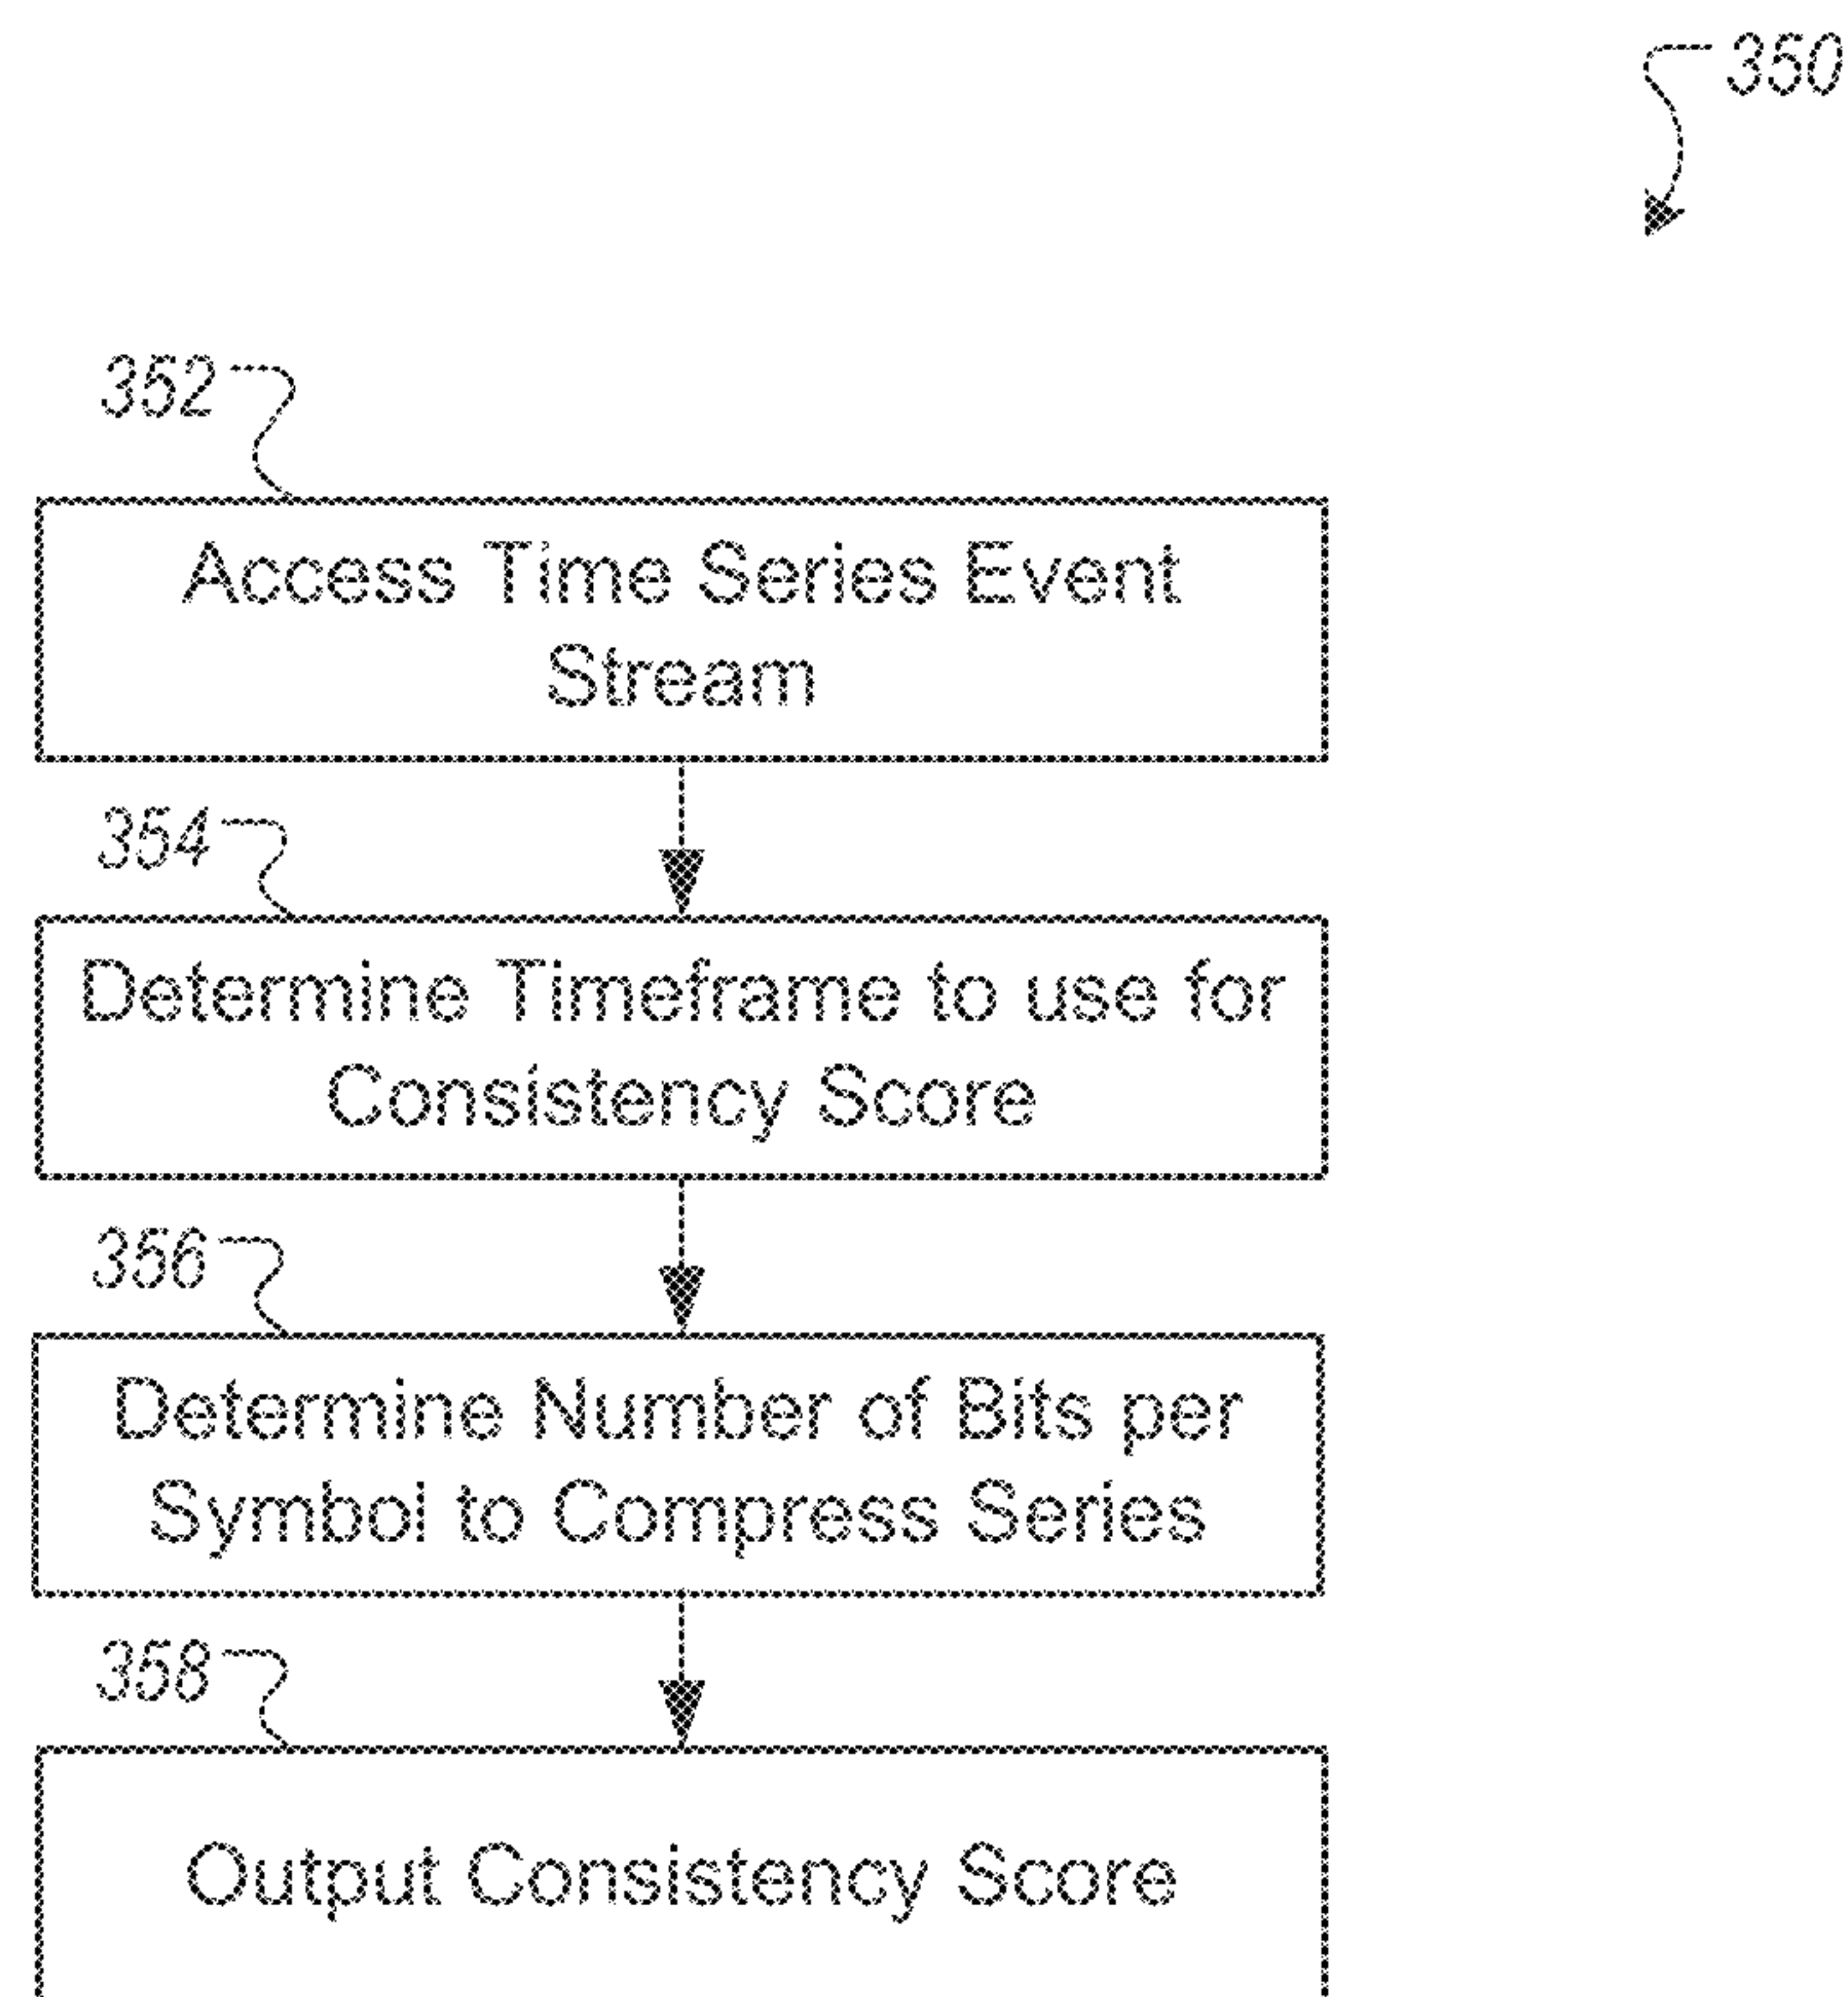 350
352
Access Time Series Event
Stream
354
Determine Timeframe to use for
Consistency Score
356
Determine Number of Bits per
Symbol to Compress Series
358
Output Consistency Score